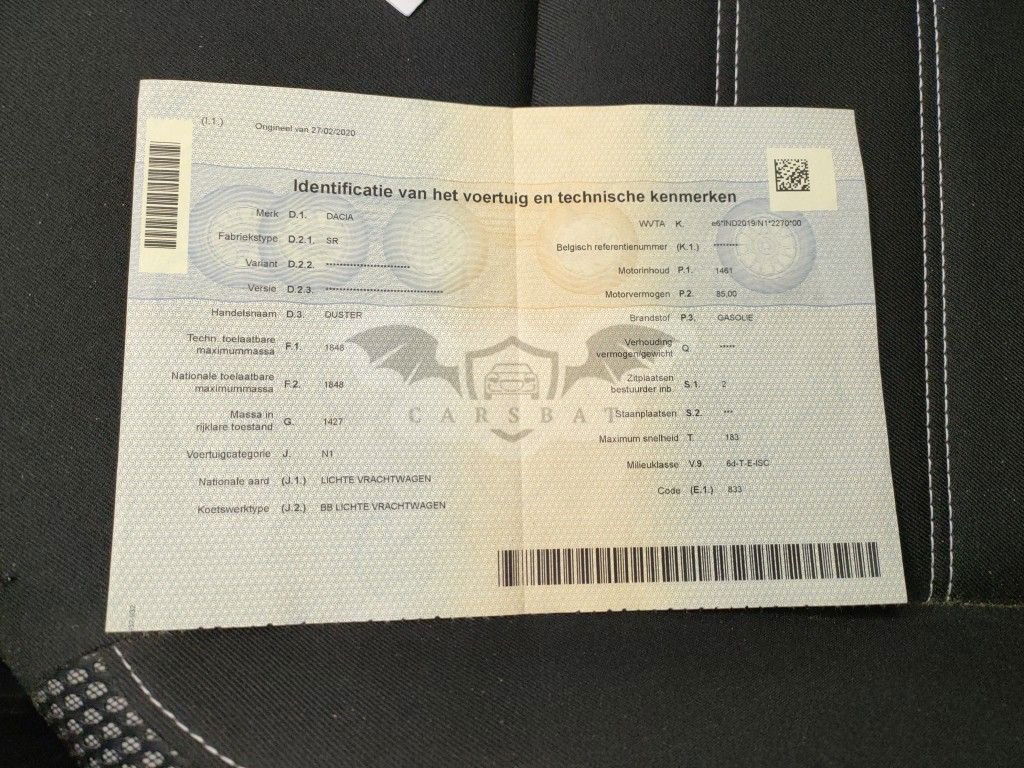 (I.1.) Origineel van 27/02/2020
Identificatie van het voertuig en technische kenmerken
Merk D.1. DACIA
Fabriekstype D.2.1. SR
Variant D.2.2. ************************
Versie D.2.3. **********************************
Handelsnaam D.3. DUSTER
Techn. toelaatbare
maximummassa F.1. 1848
Nationale toelaatbare
maximummassa F.2. 1848
Massa in
rijklare toestand G. 1427
Voertuigcategorie J. N1
Nationale aard (J.1.) LICHTE VRACHTWAGEN
Koetswerktype (J.2.) BB LICHTE VRACHTWAGEN
WVTA K. e6*IND2019/N1*2270*00
Belgisch referentienummer (K.1.) ********
Motorinhoud P.1. 1461
Motorvermogen P.2. 85,00
Brandstof P.3. GASOLIE
Verhouding
vermogen/gewicht Q. *****
Zitplaatsen
bestuurder inb. S.1. 2
Staanplaatsen S.2. ***
Maximum snelheid T. 183
Milieuklasse V.9. 6d-T-E-ISC
Code (E.1.) 833
CARSBAT